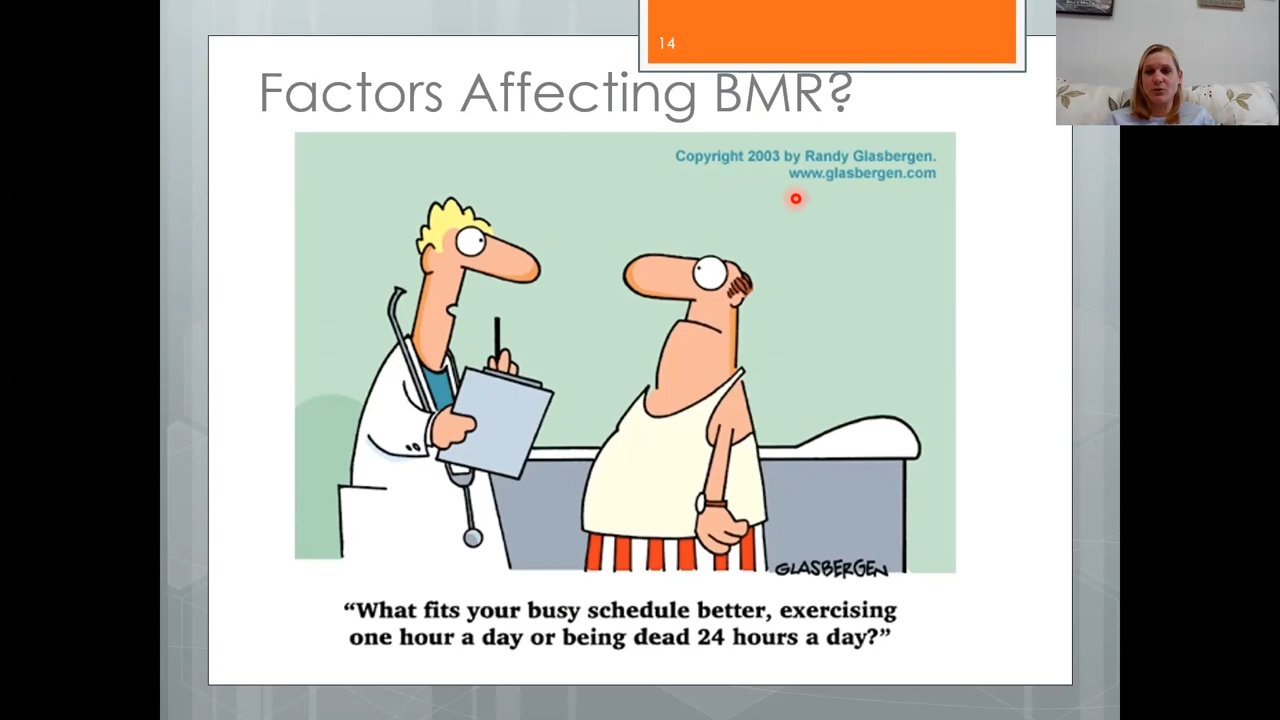 14
Factors Affecting BMR?
Copyright 2003 by Randy Glasbergen.
www.glasbergen.com
GLASBERGEN
“What fits your busy schedule better, exercising
one hour a day or being dead 24 hours a day?”